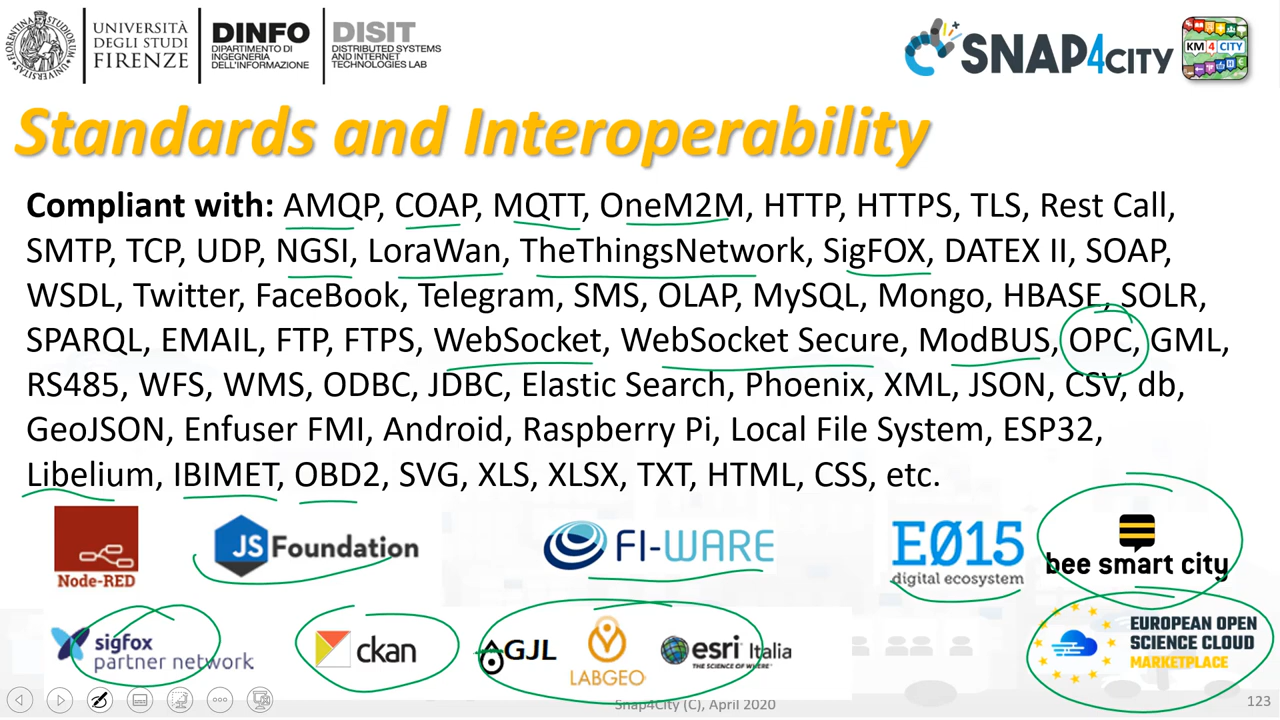 UNIVERSITÀ
DEGLI STUDI
FIRENZE
DINFO
DIPARTIMENTO DI
INGEGNERIA
DELL'INFORMAZIONE
DISIT
DISTRIBUTED SYSTEMS
AND INTERNET
TECHNOLOGIES LAB
SNAP4CITY
KM 4 CITY
Standards and Interoperability
Compliant with: AMQP, COAP, MQTT, OneM2M, HTTP, HTTPS, TLS, Rest Call,
SMTP, TCP, UDP, NGSI, LoraWan, TheThingsNetwork, SigFOX, DATEX II, SOAP,
WSDL, Twitter, FaceBook, Telegram, SMS, OLAP, MySQL, Mongo, HBASE, SOLR,
SPARQL, EMAIL, FTP, FTPS, WebSocket, WebSocket Secure, ModBUS, OPC, GML,
RS485, WFS, WMS, ODBC, JDBC, Elastic Search, Phoenix, XML, JSON, CSV, db,
GeoJSON, Enfuser FMI, Android, Raspberry Pi, Local File System, ESP32,
Libelium, IBIMET, OBD2, SVG, XLS, XLSX, TXT, HTML, CSS, etc.
Node-RED
JS Foundation
FI-WARE
E015
digital ecosystem
bee smart city
sigfox
partner network
ckan
GJL
LABGEO
esri Italia
THE SCIENCE OF WHERE
EUROPEAN OPEN
SCIENCE CLOUD
MARKETPLACE
Snap4City (C), April 2020
123